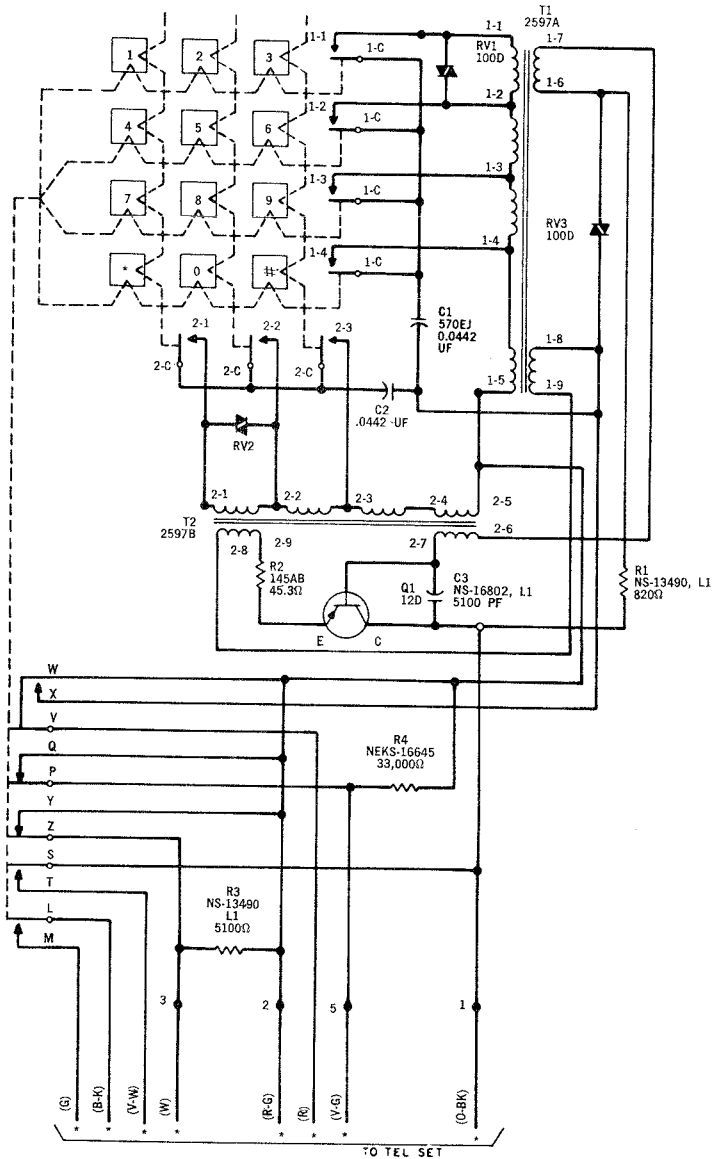 T1
2597A
1-1
1-7
1
2
3
1-1
1-C
RV1
100D
1-6
1-2
1-2
4
5
6
1-C
1-3
1-3
7
8
9
1-C
RV3
100D
1-4
1-4
*
0
#
1-C
C1
570EJ
0.0442
UF
2-1
2-2
2-3
1-8
2-C
2-C
2-C
1-5
1-9
C2
.0442 UF
RV2
2-1
2-2
2-3
2-4
2-5
T2
2597B
2-6
2-8
2-9
2-7
R2
145AB
45.3Ω
Q1
12D
C3
NS-16802, L1
5100 PF
R1
NS-13490, L1
820Ω
E
C
W
X
V
Q
R4
NEKS-16645
33,000Ω
P
Y
Z
S
T
R3
NS-13490
L1
5100Ω
L
M
3
2
5
1
(G)
(B-K)
(V-W)
(W)
(R-G)
(R)
(V-G)
(O-BK)
* * * * * * * *
TO TEL SET